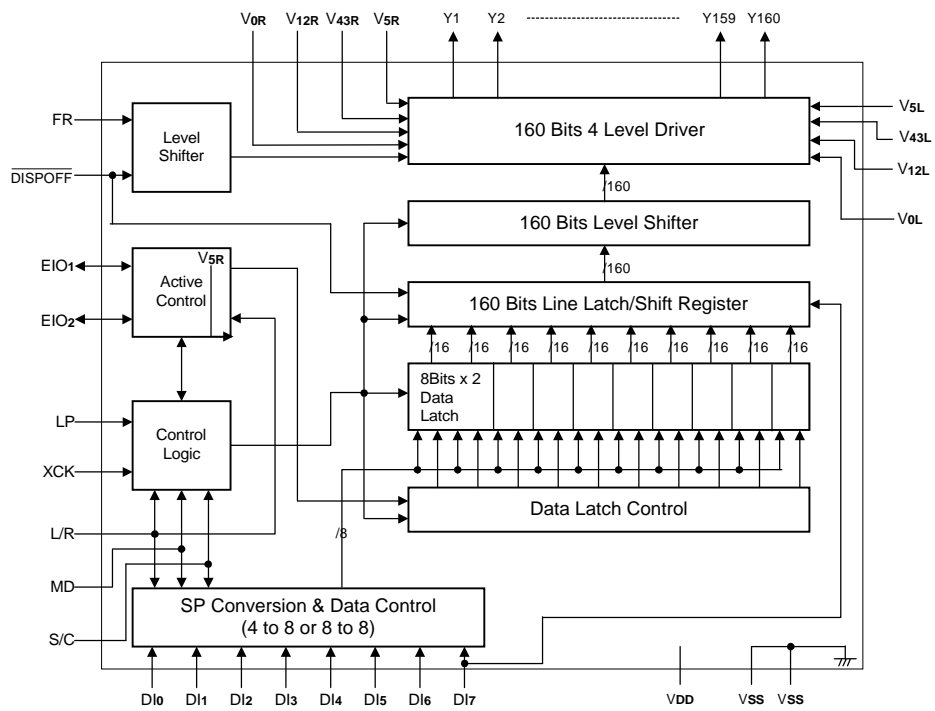 V0R V12R V43R V5R Y1 Y2 Y159 Y160
FR
Level
Shifter
DISPOFF
160 Bits 4 Level Driver
V5L
V43L
V12L
V0L
/160
160 Bits Level Shifter
/160
EIO1
EIO2
V5R
Active
Control
160 Bits Line Latch/Shift Register
/16 /16 /16 /16 /16 /16 /16 /16 /16 /16
8Bits x 2
Data
Latch
LP
XCK
Control
Logic
Data Latch Control
L/R
MD
S/C
/8
SP Conversion & Data Control
(4 to 8 or 8 to 8)
DI0 DI1 DI2 DI3 DI4 DI5 DI6 DI7 VDD VSS VSS